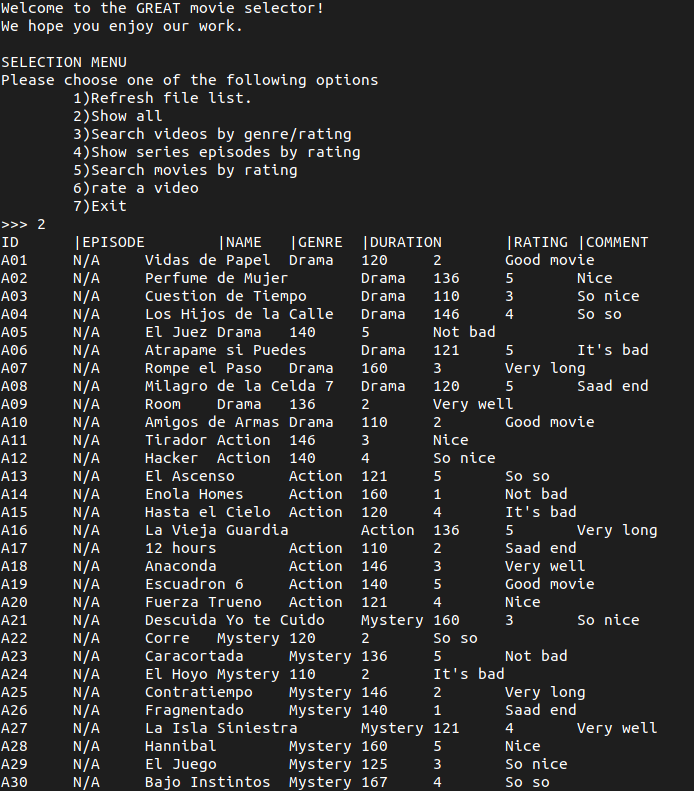 Welcome to the GREAT movie selector!
We hope you enjoy our work.
SELECTION MENU
Please choose one of the following options
1)Refresh file list.
2)Show all
3)Search videos by genre/rating
4)Show series episodes by rating
5)Search movies by rating
6)rate a video
7)Exit
>>> 2
ID |EPISODE |NAME |GENRE |DURATION |RATING |COMMENT
A01 N/A Vidas de Papel Drama 120 2 Good movie
A02 N/A Perfume de Mujer Drama 136 5 Nice
A03 N/A Cuestion de Tiempo Drama 110 3 So nice
A04 N/A Los Hijos de la Calle Drama 146 4 So so
A05 N/A El Juez Drama 140 5 Not bad
A06 N/A Atrapame si Puedes Drama 121 5 It's bad
A07 N/A Rompe el Paso Drama 160 3 Very long
A08 N/A Milagro de la Celda 7 Drama 120 5 Saad end
A09 N/A Room Drama 136 2 Very well
A10 N/A Amigos de Armas Drama 110 2 Good movie
A11 N/A Tirador Action 146 3 Nice
A12 N/A Hacker Action 140 4 So nice
A13 N/A El Ascenso Action 121 5 So so
A14 N/A Enola Homes Action 160 1 Not bad
A15 N/A Hasta el Cielo Action 120 4 It's bad
A16 N/A La Vieja Guardia Action 136 5 Very long
A17 N/A 12 hours Action 110 2 Saad end
A18 N/A Anaconda Action 146 3 Very well
A19 N/A Escuadron 6 Action 140 5 Good movie
A20 N/A Fuerza Trueno Action 121 4 Nice
A21 N/A Descuida Yo te Cuido Mystery 160 3 So nice
A22 N/A Corre Mystery 120 2 So so
A23 N/A Caracortada Mystery 136 5 Not bad
A24 N/A El Hoyo Mystery 110 2 It's bad
A25 N/A Contratiempo Mystery 146 2 Very long
A26 N/A Fragmentado Mystery 140 1 Saad end
A27 N/A La Isla Siniestra Mystery 121 4 Very well
A28 N/A Hannibal Mystery 160 5 Nice
A29 N/A El Juego Mystery 125 3 So nice
A30 N/A Bajo Instintos Mystery 167 4 So so